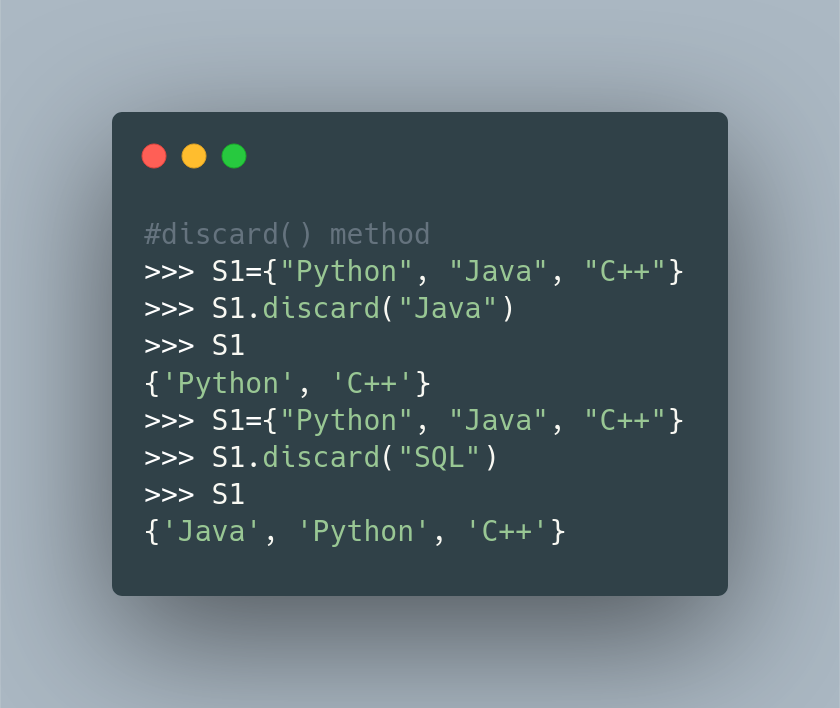 #discard() method
>>> S1={"Python", "Java", "C++"}
>>> S1.discard("Java")
>>> S1
{'Python', 'C++'}
>>> S1={"Python", "Java", "C++"}
>>> S1.discard("SQL")
>>> S1
{'Java', 'Python', 'C++'}